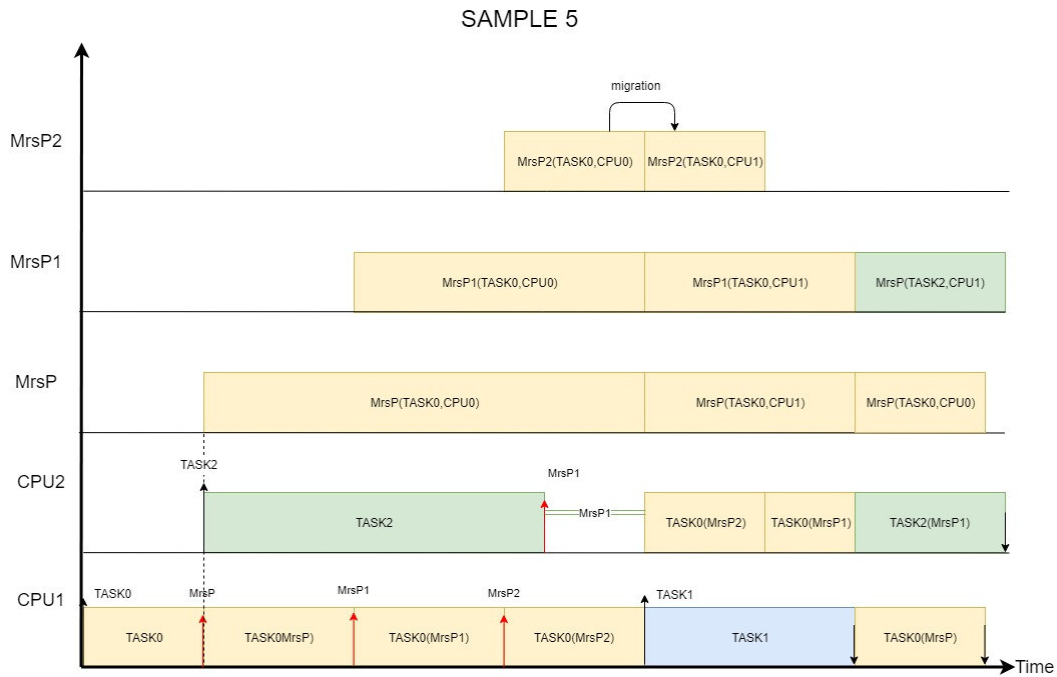 SAMPLE 5
migration
MrsP2
MrsP2(TASK0,CPU0)
MrsP2(TASK0,CPU1)
MrsP1
MrsP1(TASK0,CPU0)
MrsP1(TASK0,CPU1)
MrsP(TASK2,CPU1)
MrsP
MrsP(TASK0,CPU0)
MrsP(TASK0,CPU1)
MrsP(TASK0,CPU0)
TASK2
MrsP1
CPU2
TASK2
MrsP1
TASK0(MrsP2)
TASK0(MrsP1)
TASK2(MrsP1)
CPU1
TASK0
MrsP
MrsP1
MrsP2
TASK1
TASK0
TASK0MrsP)
TASK0(MrsP1)
TASK0(MrsP2)
TASK1
TASK0(MrsP)
Time